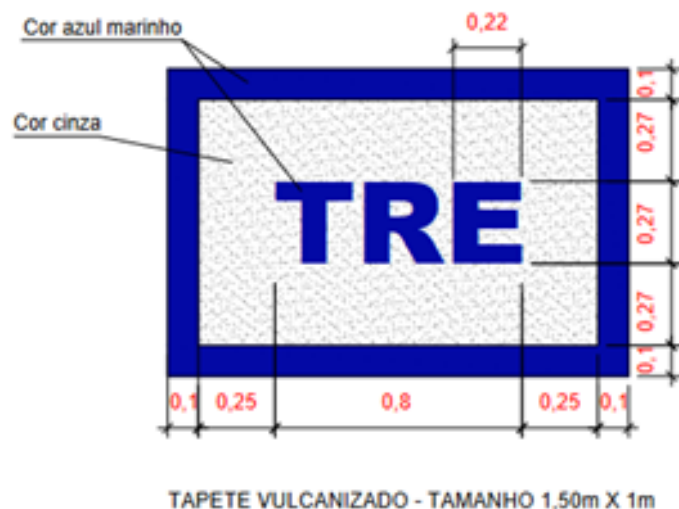 Cor azul marinho
0,22
0,1
Cor cinza
0,27
TRE
0,27
0,27
0,1
0,1 0,25 0,8 0,25 0,1
TAPETE VULCANIZADO - TAMANHO 1,50m X 1m